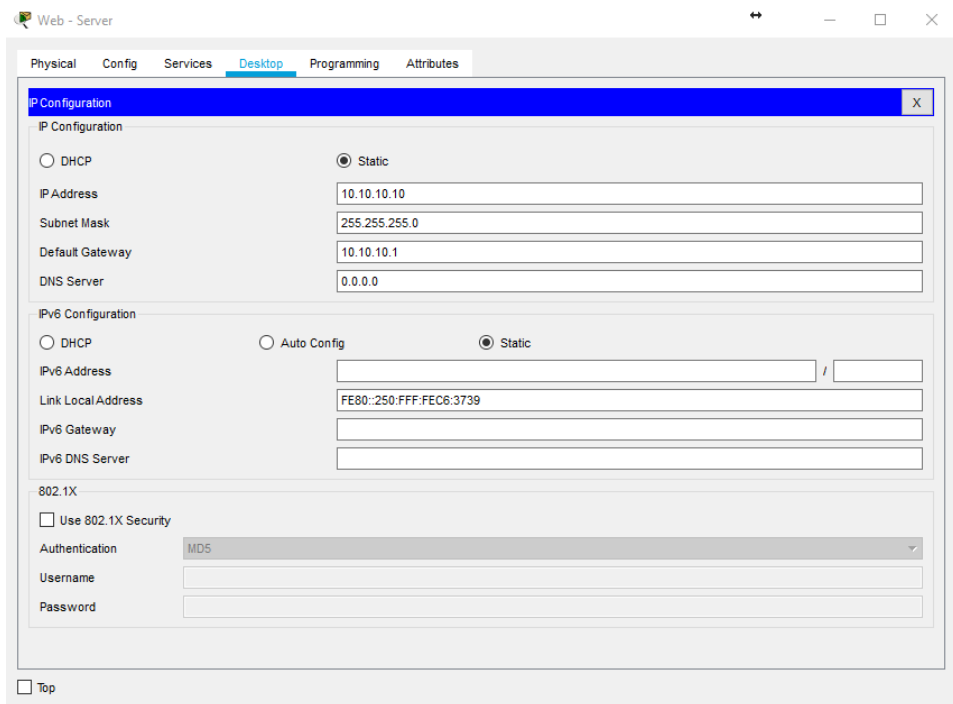 Web - Server
Physical Config Services Desktop Programming Attributes
IP Configuration X
IP Configuration
DHCP Static
IP Address 10.10.10.10
Subnet Mask 255.255.255.0
Default Gateway 10.10.10.1
DNS Server 0.0.0.0
IPv6 Configuration
DHCP Auto Config Static
IPv6 Address /
Link Local Address FE80::250:FFF:FEC6:3739
IPv6 Gateway
IPv6 DNS Server
802.1X
Use 802.1X Security
Authentication MD5
Username
Password
Top